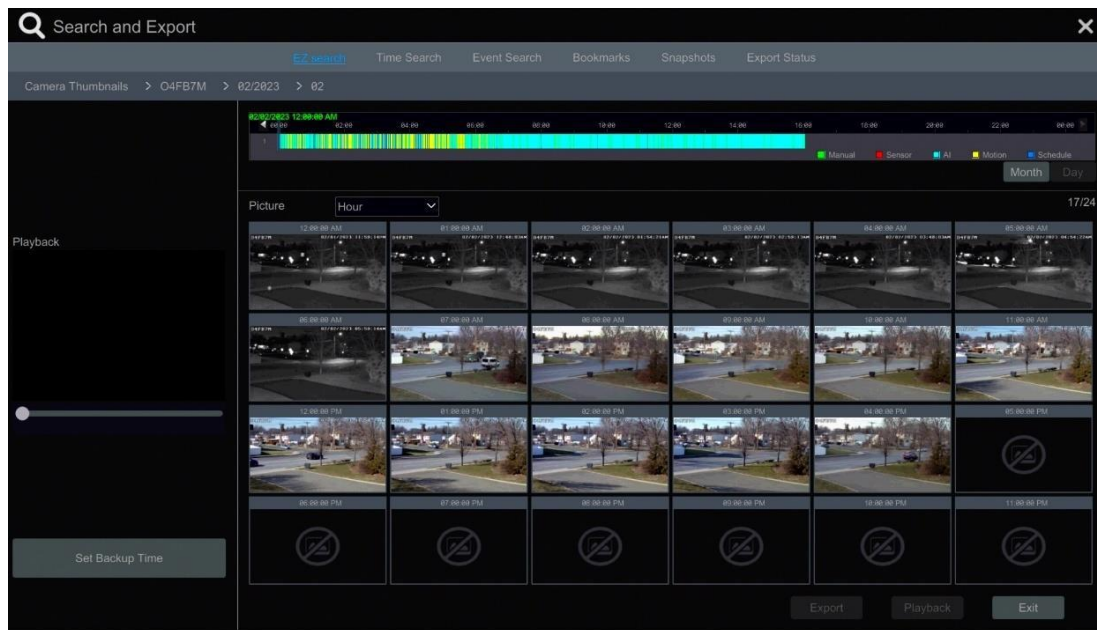 Search and Export
EZ search Time Search Event Search Bookmarks Snapshots Export Status
Camera Thumbnails > O4FB7M > 02/2023 > 02
02/02/2023 12:00:00 AM
00:00 02:00 04:00 06:00 08:00 10:00 12:00 14:00 16:00 18:00 20:00 22:00 00:00
1
Manual Sensor AI Motion Schedule
Month Day
Picture Hour 17/24
Playback
12:00:00 AM 01:00:00 AM 02:00:00 AM 03:00:00 AM 04:00:00 AM 05:00:00 AM
06:00:00 AM 07:00:00 AM 08:00:00 AM 09:00:00 AM 10:00:00 AM 11:00:00 AM
12:00:00 PM 01:00:00 PM 02:00:00 PM 03:00:00 PM 04:00:00 PM 05:00:00 PM
06:00:00 PM 07:00:00 PM 08:00:00 PM 09:00:00 PM 10:00:00 PM 11:00:00 PM
Set Backup Time
Export Playback Exit